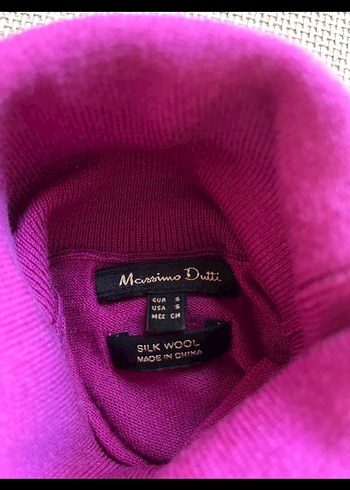 Massimo Dutti
EUR S
USA S
MEX CH
SILK WOOL
MADE IN CHINA